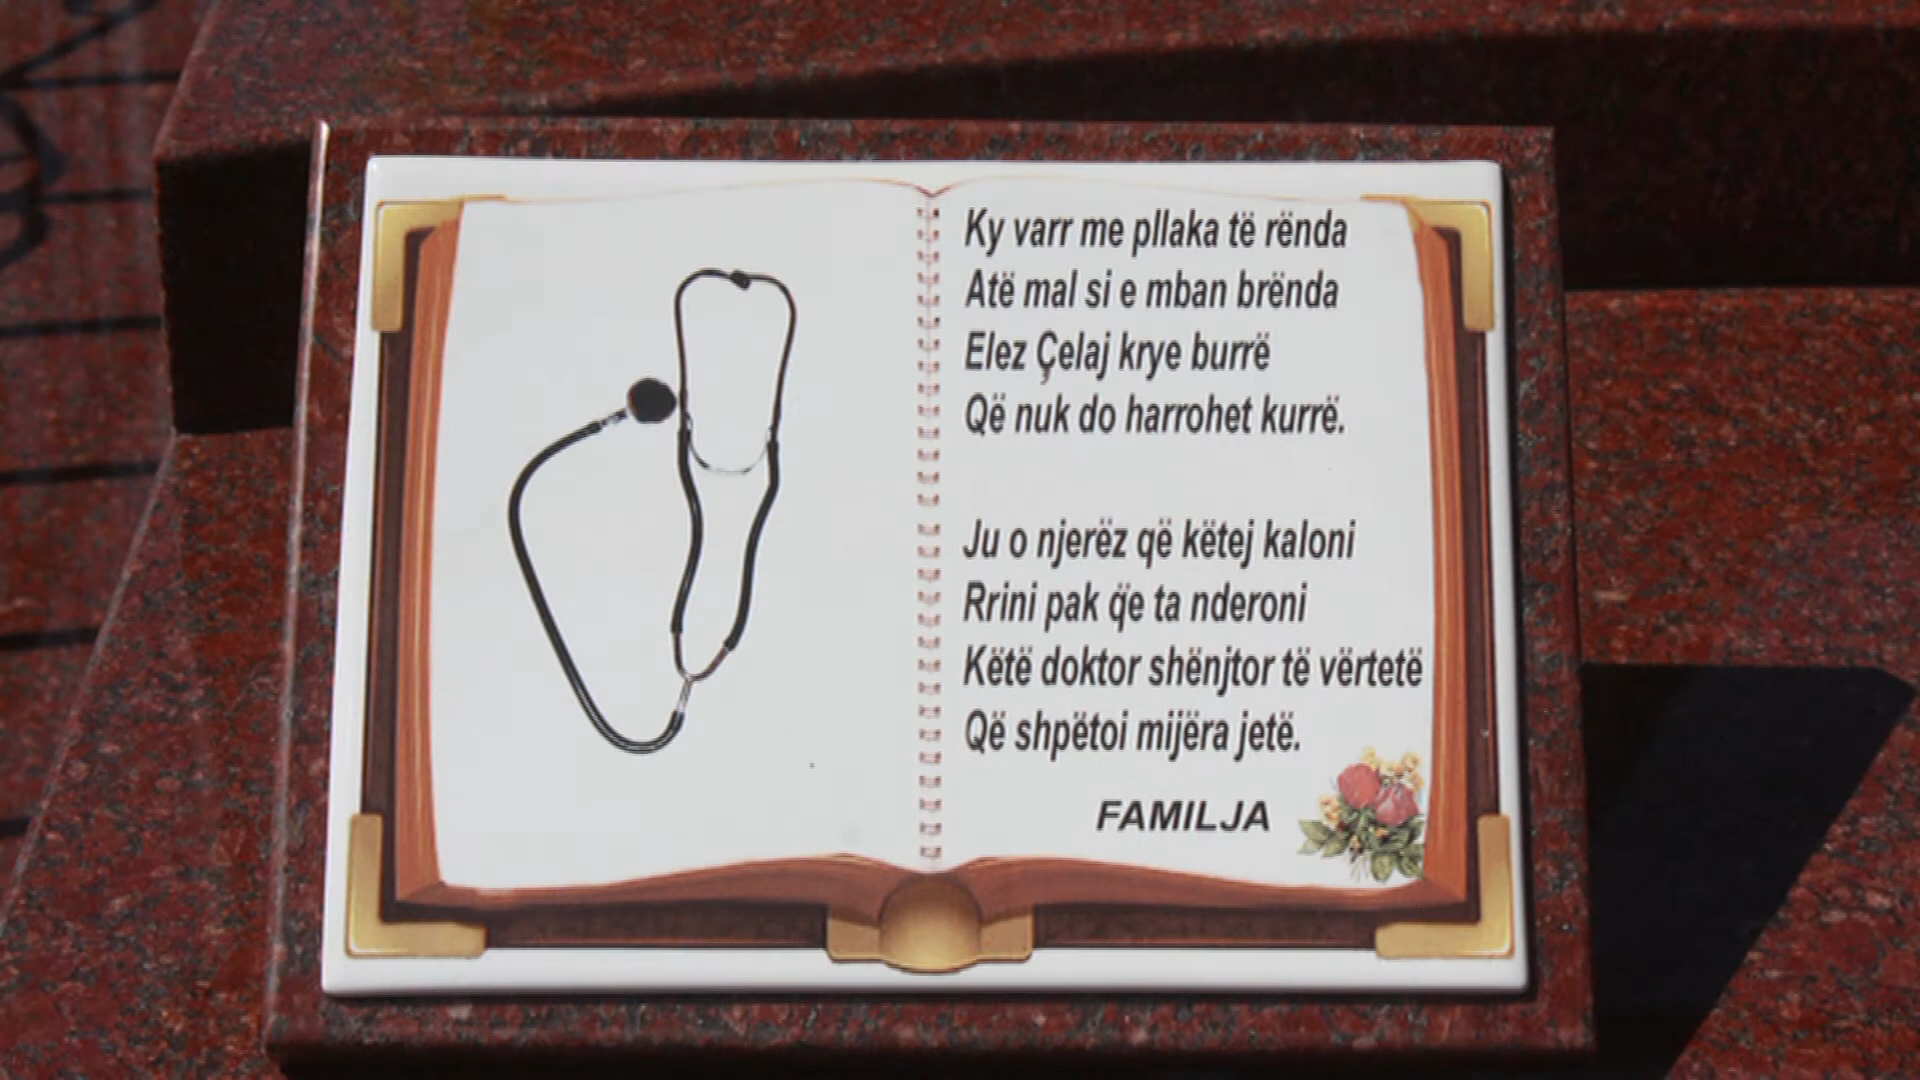 Ky varr me pllaka të rënda
Atë mal si e mban brënda
Elez Çelaj krye burrë
Që nuk do harrohet kurrë.
Ju o njerëz që këtej kaloni
Rrini pak q̈e ta nderoni
Këtë doktor shënjtor të vërtetë
Që shpëtoi mijëra jetë.
FAMILJA